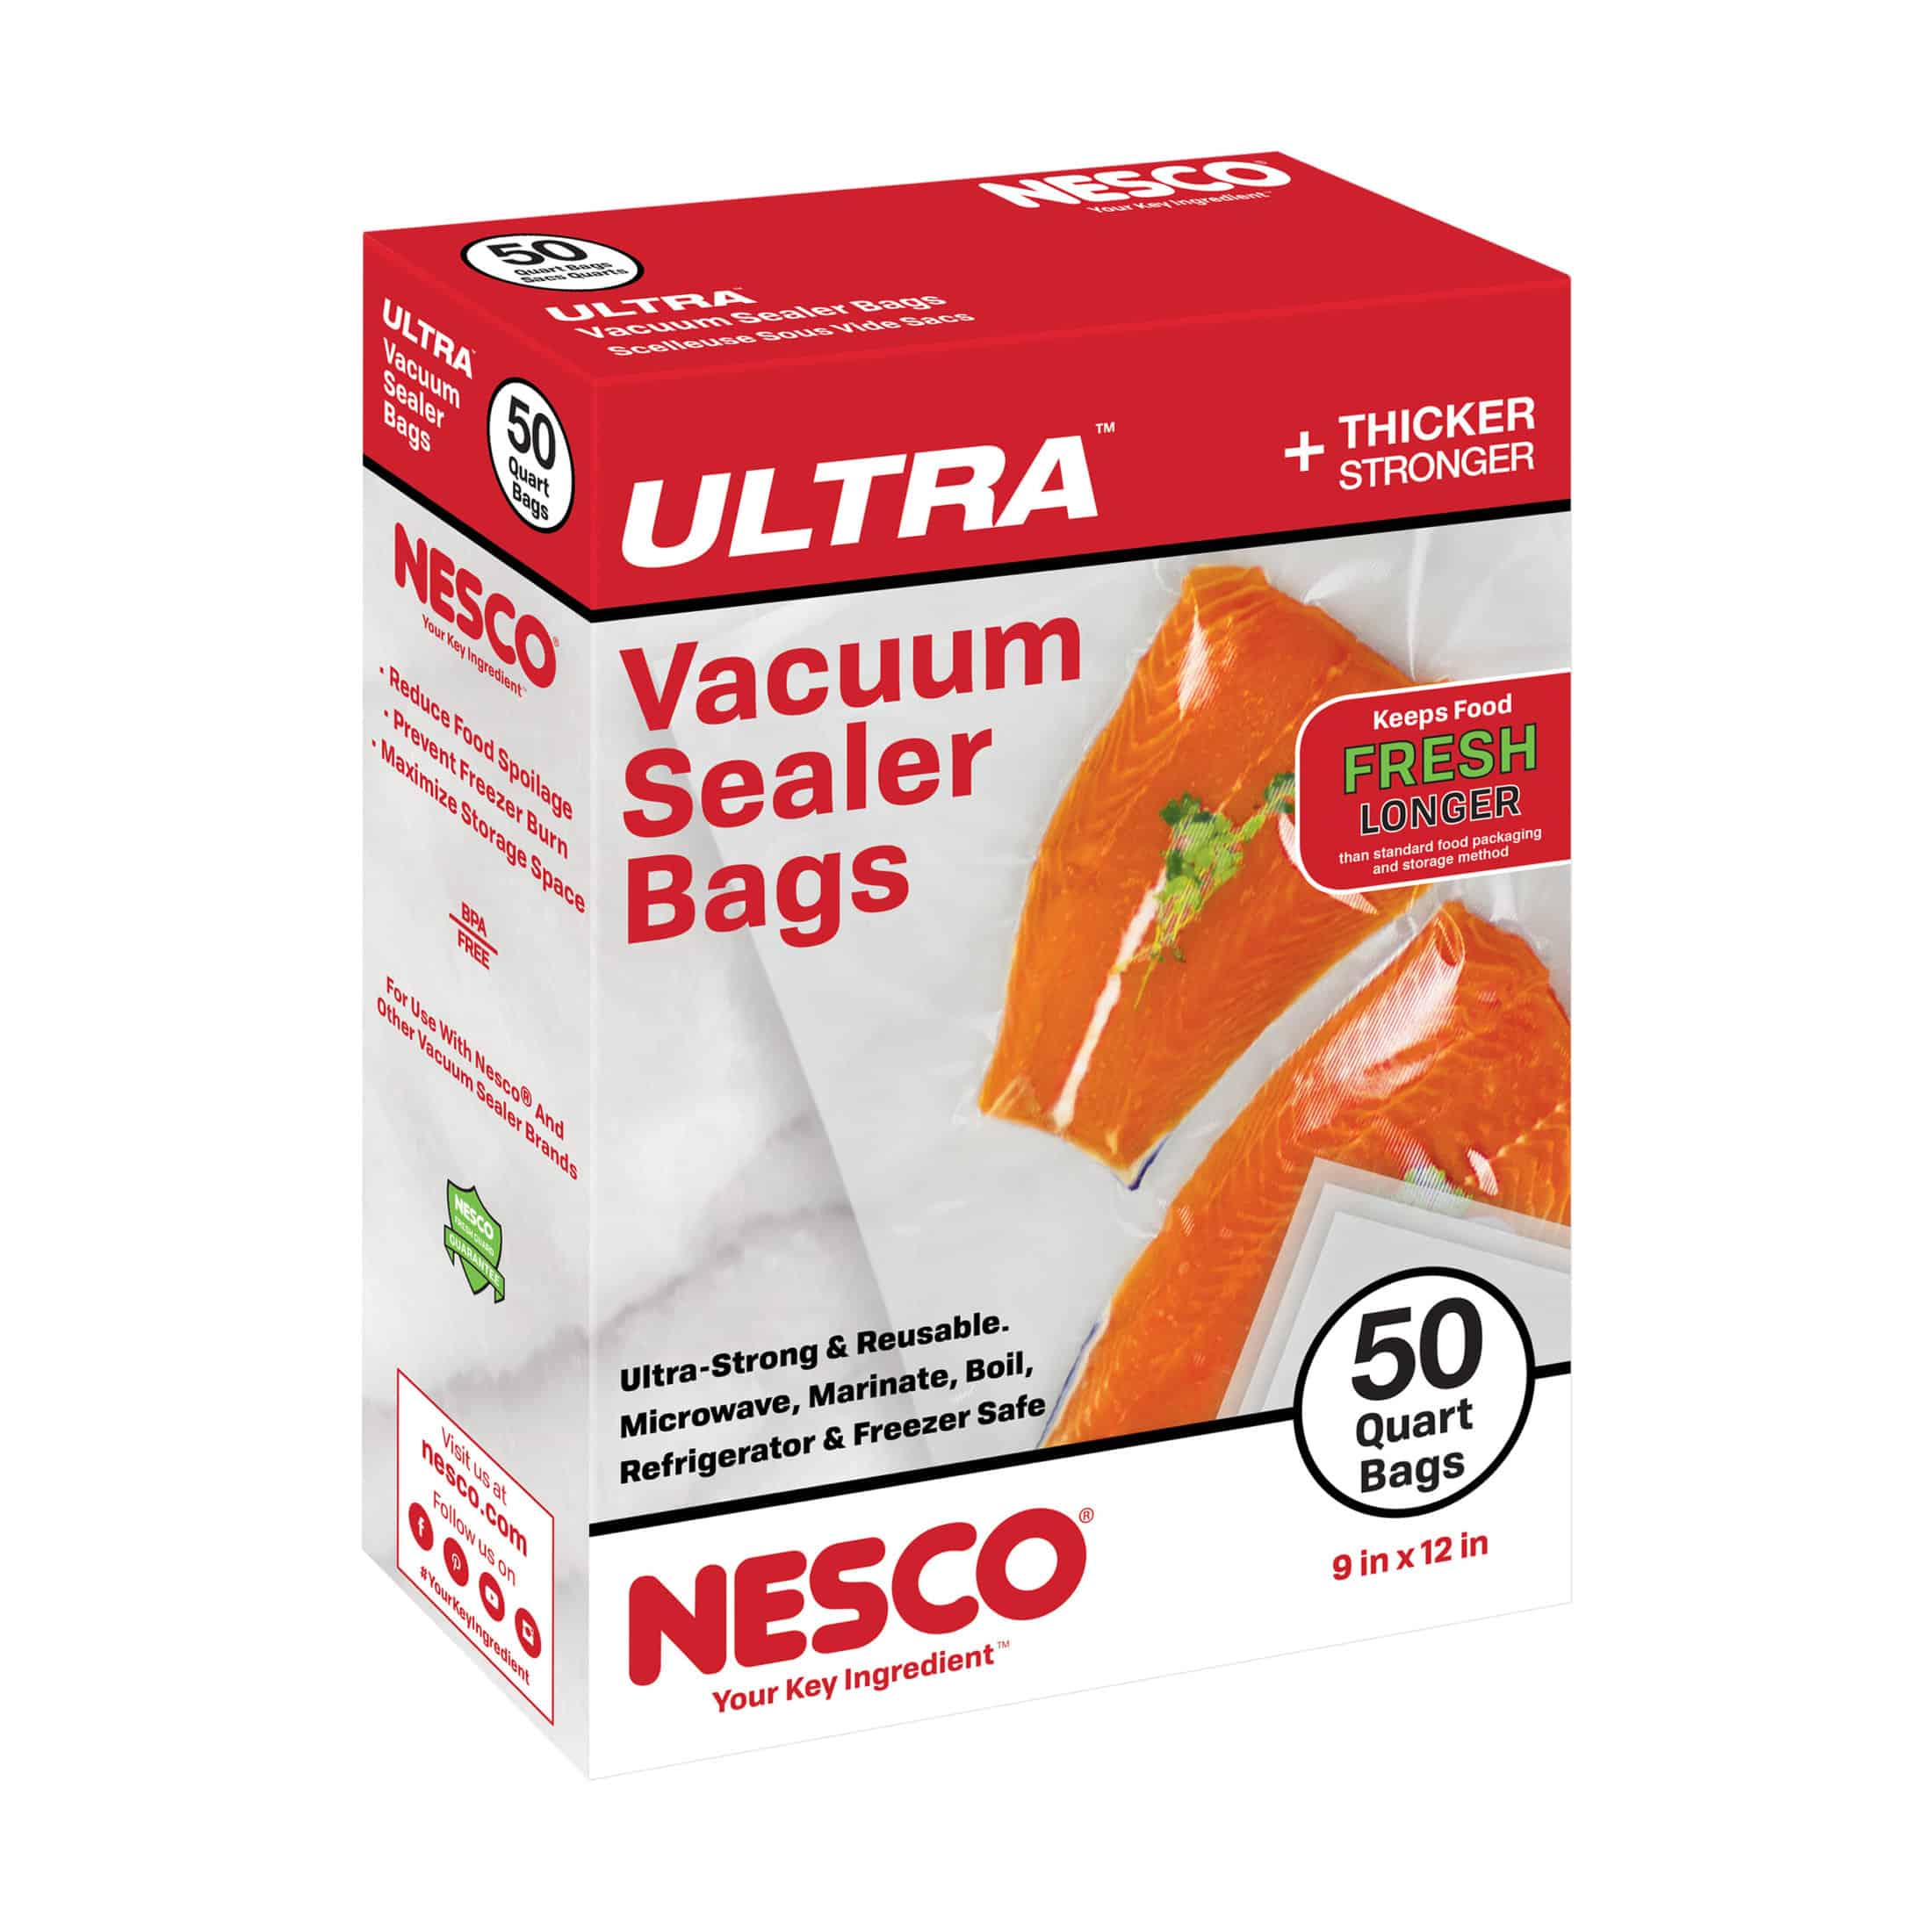 NESCO®
Your Key Ingredient™
50
Quart Bags
Sacs Quarts
ULTRA™
Vacuum Sealer Bags
Scelleuse Sous Vide Sacs
ULTRA™
Vacuum
Sealer
Bags
50
Quart
Bags
NESCO®
Your Key Ingredient™
· Reduce Food Spoilage
· Prevent Freezer Burn
· Maximize Storage Space
BPA
FREE
For Use With Nesco® And
Other Vacuum Sealer Brands
NESCO
FRESH GUARD
GUARANTEE
Visit us at
nesco.com
Follow us on
#YourKeyIngredient
ULTRA™
+ THICKER
STRONGER
Vacuum
Sealer
Bags
Keeps Food
FRESH
LONGER
than standard food packaging
and storage method
Ultra-Strong & Reusable.
Microwave, Marinate, Boil,
Refrigerator & Freezer Safe
50
Quart
Bags
9 in x 12 in
NESCO®
Your Key Ingredient™